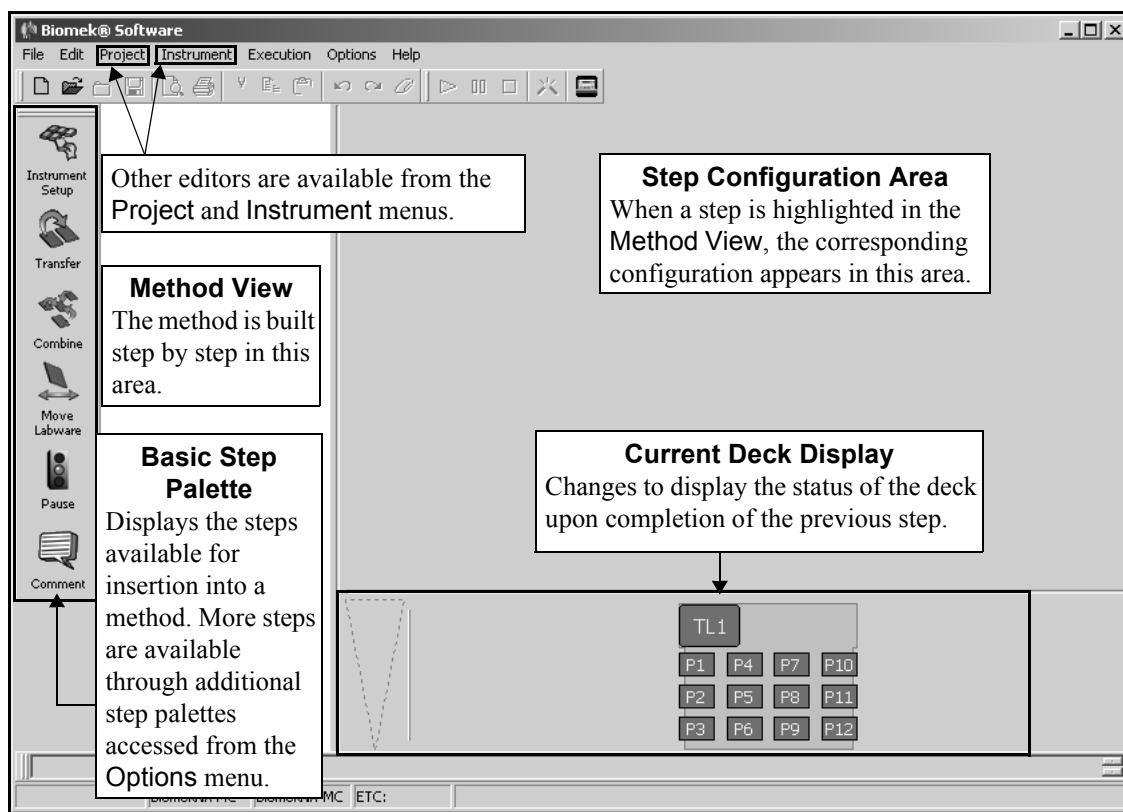 Biomek® Software
File Edit Project Instrument Execution Options Help
Instrument
Setup
Transfer
Combine
Move
Labware
Pause
Comment
Other editors are available from the
Project and Instrument menus.
Method View
The method is built
step by step in this
area.
Basic Step
Palette
Displays the steps
available for
insertion into a
method. More steps
are available
through additional
step palettes
accessed from the
Options menu.
Step Configuration Area
When a step is highlighted in the
Method View, the corresponding
configuration appears in this area.
Current Deck Display
Changes to display the status of the deck
upon completion of the previous step.
TL1
P1 P4 P7 P10
P2 P5 P8 P11
P3 P6 P9 P12
ETC: